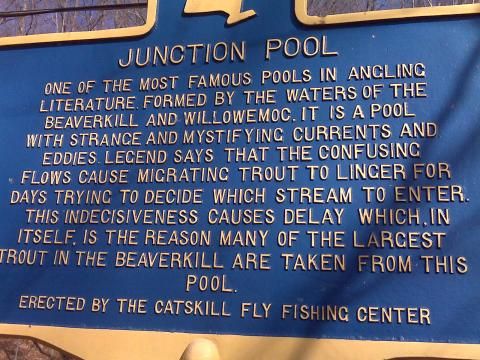 JUNCTION POOL
ONE OF THE MOST FAMOUS POOLS IN ANGLING
LITERATURE. FORMED BY THE WATERS OF THE
BEAVERKILL AND WILLOWEMOC. IT IS A POOL
WITH STRANGE AND MYSTIFYING CURRENTS AND
EDDIES. LEGEND SAYS THAT THE CONFUSING
FLOWS CAUSE MIGRATING TROUT TO LINGER FOR
DAYS TRYING TO DECIDE WHICH STREAM TO ENTER.
THIS INDECISIVENESS CAUSES DELAY WHICH, IN
ITSELF, IS THE REASON MANY OF THE LARGEST
TROUT IN THE BEAVERKILL ARE TAKEN FROM THIS
POOL.
ERECTED BY THE CATSKILL FLY FISHING CENTER